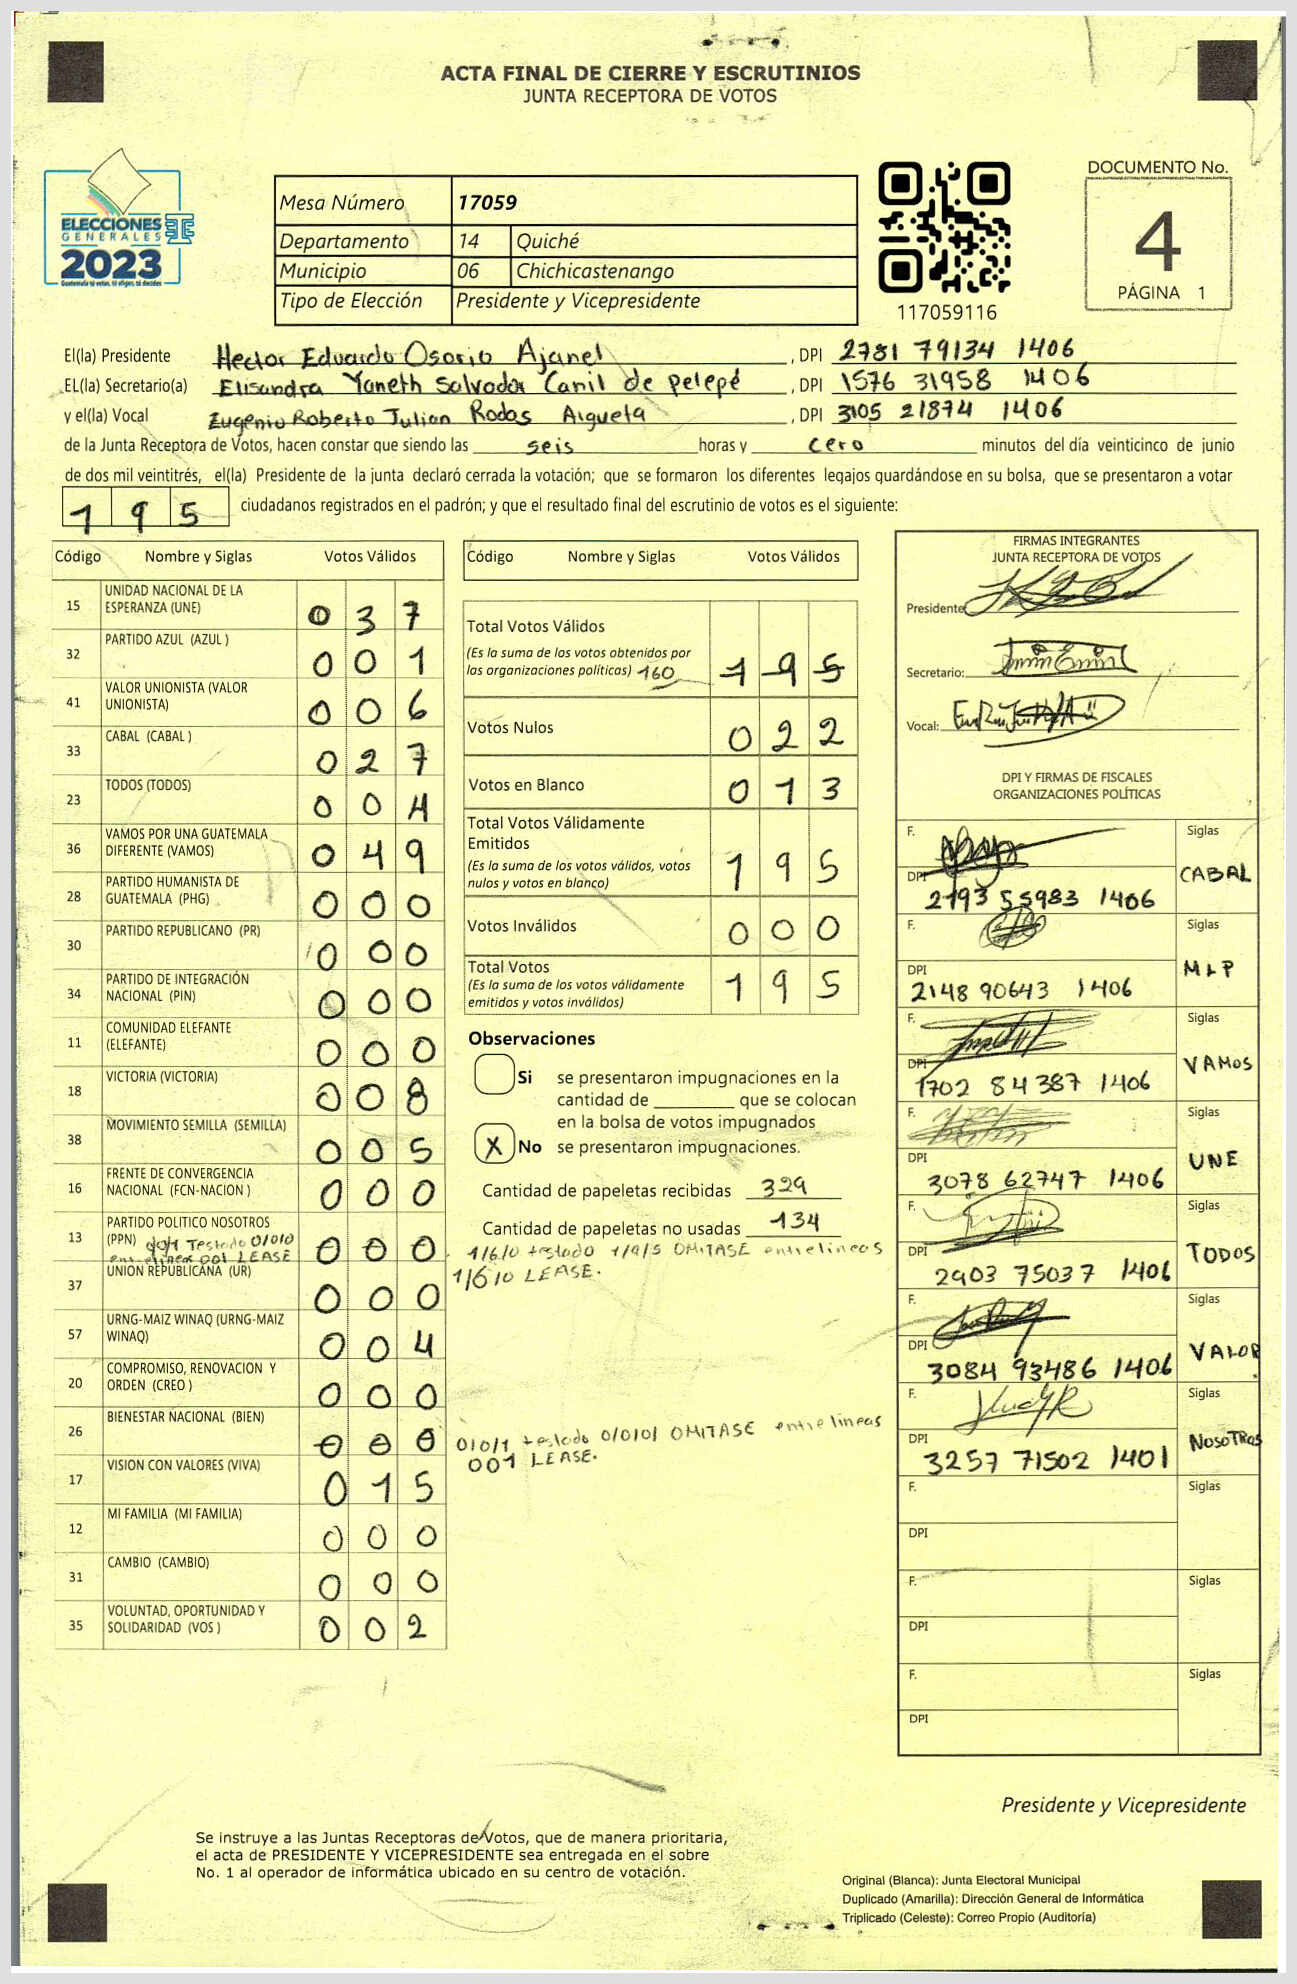 ACTA FINAL DE CIERRE Y ESCRUTINIOS
JUNTA RECEPTORA DE VOTOS
ELECCIONES
GENERALES
2023
Guatemala tú votas, tú eliges, tú decides
Mesa Número 17059
Departamento 14 Quiché
Municipio 06 Chichicastenango
Tipo de Elección Presidente y Vicepresidente
117059116
DOCUMENTO No.
4
PÁGINA 1
El(la) Presidente Hector Eduardo Osorio Ajanel, DPI 2781 79134 1406
EL(la) Secretario(a) Elisandra Yaneth Salvador Canil de pelepé, DPI 1576 31958 1406
y el(la) Vocal Eugenio Roberto Julian Rodas Aigueta, DPI 3105 21874 1406
de la Junta Receptora de Votos, hacen constar que siendo las seis horas y cero minutos del día veinticinco de junio
de dos mil veintitrés, el(la) Presidente de la junta declaró cerrada la votación; que se formaron los diferentes legajos guardándose en su bolsa, que se presentaron a votar
195 ciudadanos registrados en el padrón; y que el resultado final del escrutinio de votos es el siguiente:
Código Nombre y Siglas Votos Válidos
15 UNIDAD NACIONAL DE LA ESPERANZA (UNE) 0 3 7
32 PARTIDO AZUL (AZUL ) 0 0 1
41 VALOR UNIONISTA (VALOR UNIONISTA) 0 0 6
33 CABAL (CABAL ) 0 2 7
23 TODOS (TODOS) 0 0 4
36 VAMOS POR UNA GUATEMALA DIFERENTE (VAMOS) 0 4 9
28 PARTIDO HUMANISTA DE GUATEMALA (PHG) 0 0 0
30 PARTIDO REPUBLICANO (PR) 0 0 0
34 PARTIDO DE INTEGRACIÓN NACIONAL (PIN) 0 0 0
11 COMUNIDAD ELEFANTE (ELEFANTE) 0 0 0
18 VICTORIA (VICTORIA) 0 0 8
38 MOVIMIENTO SEMILLA (SEMILLA) 0 0 5
16 FRENTE DE CONVERGENCIA NACIONAL (FCN-NACION ) 0 0 0
13 PARTIDO POLITICO NOSOTROS (PPN) 0 0 0
Testado 0/0/0
001 LEASE
37 UNION REPUBLICANA (UR) 0 0 0
57 URNG-MAIZ WINAQ (URNG-MAIZ WINAQ) 0 0 4
20 COMPROMISO, RENOVACION Y ORDEN (CREO ) 0 0 0
26 BIENESTAR NACIONAL (BIEN) 0 0 0
17 VISION CON VALORES (VIVA) 0 1 5
12 MI FAMILIA (MI FAMILIA) 0 0 0
31 CAMBIO (CAMBIO) 0 0 0
35 VOLUNTAD, OPORTUNIDAD Y SOLIDARIDAD (VOS ) 0 0 2
Código Nombre y Siglas Votos Válidos
Total Votos Válidos
(Es la suma de los votos obtenidos por
las organizaciones políticas) 160 1 9 5
Votos Nulos 0 2 2
Votos en Blanco 0 1 3
Total Votos Válidamente
Emitidos
(Es la suma de los votos válidos, votos
nulos y votos en blanco) 1 9 5
Votos Inválidos 0 0 0
Total Votos
(Es la suma de los votos válidamente
emitidos y votos inválidos) 1 9 5
Observaciones
Si se presentaron impugnaciones en la
cantidad de ________ que se colocan
en la bolsa de votos impugnados
X No se presentaron impugnaciones.
Cantidad de papeletas recibidas 329
Cantidad de papeletas no usadas 134
1/6/0 testado 1/9/5 OMITASE entrelineas
1/6/0 LEASE.
0/0/1 testado 0/0/0/ OMITASE entrelineas
001 LEASE.
FIRMAS INTEGRANTES
JUNTA RECEPTORA DE VOTOS
Presidente:
Secretario:
Vocal:
DPI Y FIRMAS DE FISCALES
ORGANIZACIONES POLÍTICAS
F. Siglas
DPI 2193 55983 1406 CABAL
F. Siglas
DPI 2148 90643 1406 MLP
F. Siglas
DPI 1702 84387 1406 VAMOS
F. Siglas
DPI 3078 62747 1406 UNE
F. Siglas
DPI 2903 75037 1406 TODOS
F. Siglas
DPI 3084 93486 1406 VALOR
F. Siglas
DPI 3257 71502 1401 NOSOTROS
F. Siglas
DPI
F. Siglas
DPI
F. Siglas
DPI
Presidente y Vicepresidente
Se instruye a las Juntas Receptoras de Votos, que de manera prioritaria,
el acta de PRESIDENTE Y VICEPRESIDENTE sea entregada en el sobre
No. 1 al operador de informática ubicado en su centro de votación.
Original (Blanca): Junta Electoral Municipal
Duplicado (Amarilla): Dirección General de Informática
Triplicado (Celeste): Correo Propio (Auditoría)